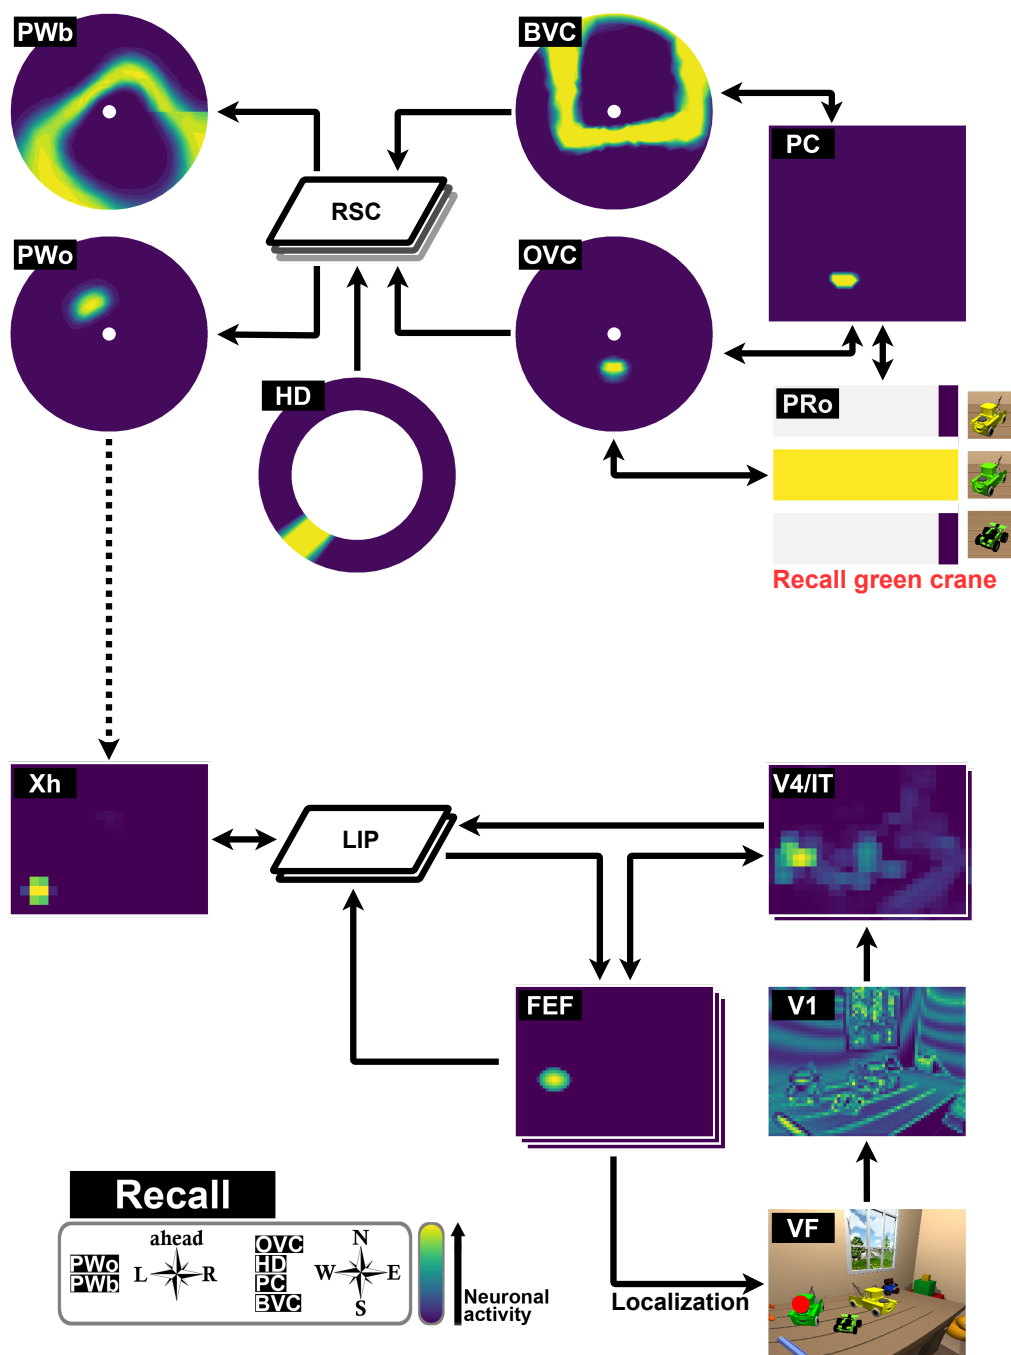 PWb
BVC
PC
RSC
PWo
OVC
HD
PRo
Recall green crane
Xh
LIP
V4/IT
FEF
V1
Recall
VF
ahead
PWo
PWb
L
R
OVC
HD
PC
BVC
N
W
E
S
Neuronal
activity
Localization